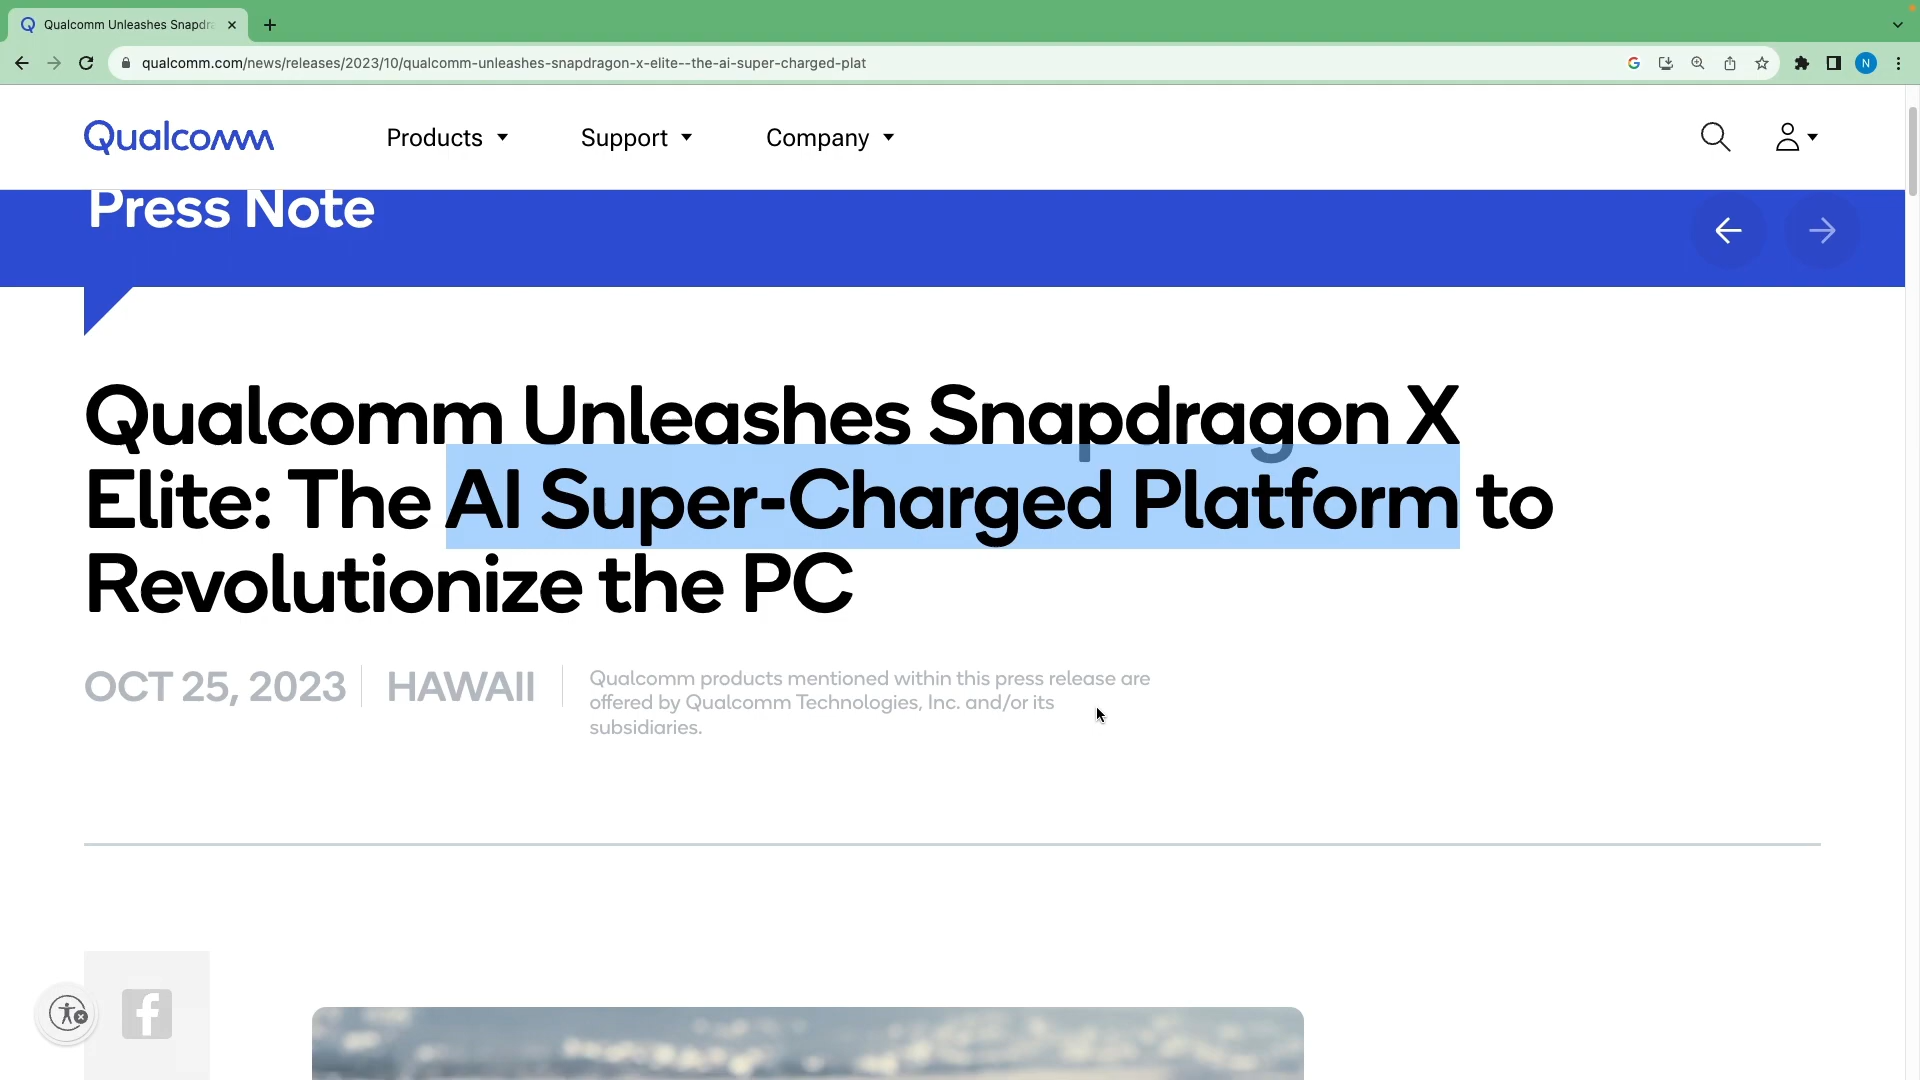 Qualcomm Unleashes Snapdr
qualcomm.com/news/releases/2023/10/qualcomm-unleashes-snapdragon-x-elite--the-ai-super-charged-plat
N
Qualcomm
Products
Support
Company
Press Note
Qualcomm Unleashes Snapdragon X
Elite: The AI Super-Charged Platform to
Revolutionize the PC
OCT 25, 2023
HAWAII
Qualcomm products mentioned within this press release are
offered by Qualcomm Technologies, Inc. and/or its
subsidiaries.